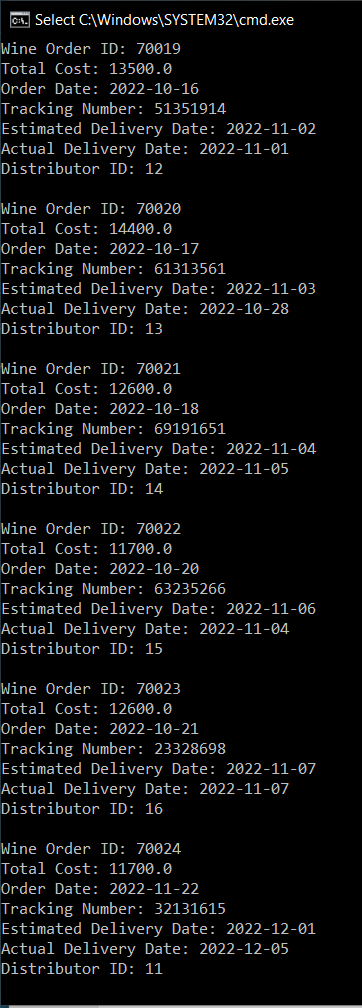 Select C:\Windows\SYSTEM32\cmd.exe
Wine Order ID: 70019
Total Cost: 13500.0
Order Date: 2022-10-16
Tracking Number: 51351914
Estimated Delivery Date: 2022-11-02
Actual Delivery Date: 2022-11-01
Distributor ID: 12

Wine Order ID: 70020
Total Cost: 14400.0
Order Date: 2022-10-17
Tracking Number: 61313561
Estimated Delivery Date: 2022-11-03
Actual Delivery Date: 2022-10-28
Distributor ID: 13

Wine Order ID: 70021
Total Cost: 12600.0
Order Date: 2022-10-18
Tracking Number: 69191651
Estimated Delivery Date: 2022-11-04
Actual Delivery Date: 2022-11-05
Distributor ID: 14

Wine Order ID: 70022
Total Cost: 11700.0
Order Date: 2022-10-20
Tracking Number: 63235266
Estimated Delivery Date: 2022-11-06
Actual Delivery Date: 2022-11-04
Distributor ID: 15

Wine Order ID: 70023
Total Cost: 12600.0
Order Date: 2022-10-21
Tracking Number: 23328698
Estimated Delivery Date: 2022-11-07
Actual Delivery Date: 2022-11-07
Distributor ID: 16

Wine Order ID: 70024
Total Cost: 11700.0
Order Date: 2022-11-22
Tracking Number: 32131615
Estimated Delivery Date: 2022-12-01
Actual Delivery Date: 2022-12-05
Distributor ID: 11